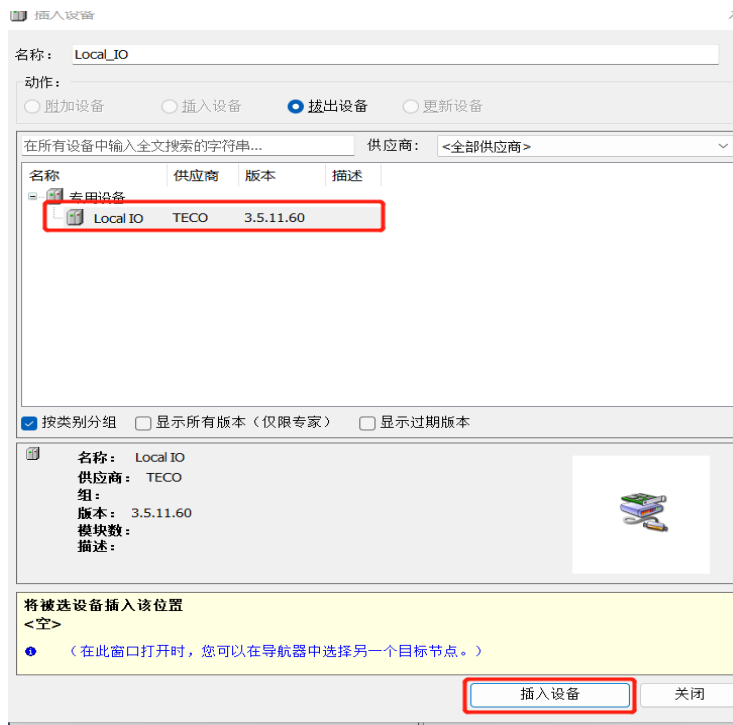 插入设备
名称： Local_IO
动作：
附加设备 插入设备 拔出设备 更新设备
在所有设备中输入全文搜索的字符串... 供应商： <全部供应商>
名称 供应商 版本 描述
专用设备
Local IO TECO 3.5.11.60
按类别分组 显示所有版本（仅限专家） 显示过期版本
名称： Local IO
供应商： TECO
组：
版本： 3.5.11.60
模块数：
描述：
将被选设备插入该位置
<空>
（在此窗口打开时，您可以在导航器中选择另一个目标节点。）
插入设备 关闭